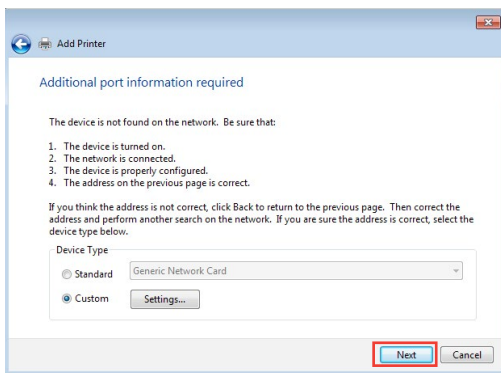 Add Printer
Additional port information required
The device is not found on the network. Be sure that:
1. The device is turned on.
2. The network is connected.
3. The device is properly configured.
4. The address on the previous page is correct.
If you think the address is not correct, click Back to return to the previous page. Then correct the
address and perform another search on the network. If you are sure the address is correct, select the
device type below.
Device Type
Standard Generic Network Card
Custom Settings...
Next Cancel